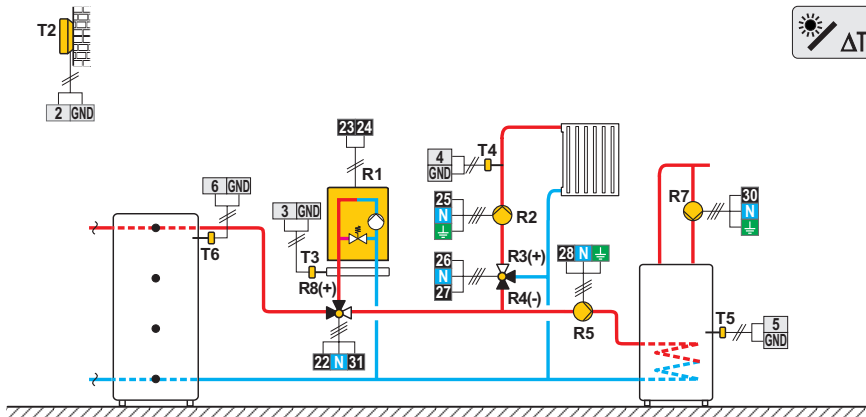 T2
ΔT
2 GND
23 24
R1
4
GND
T4
6 GND
3 GND
25
N
R2
R7
30
N
T6
T3
R8(+)
26
N
27
R3(+)
R4(-)
28 N
R5
T5
5
GND
22 N 31